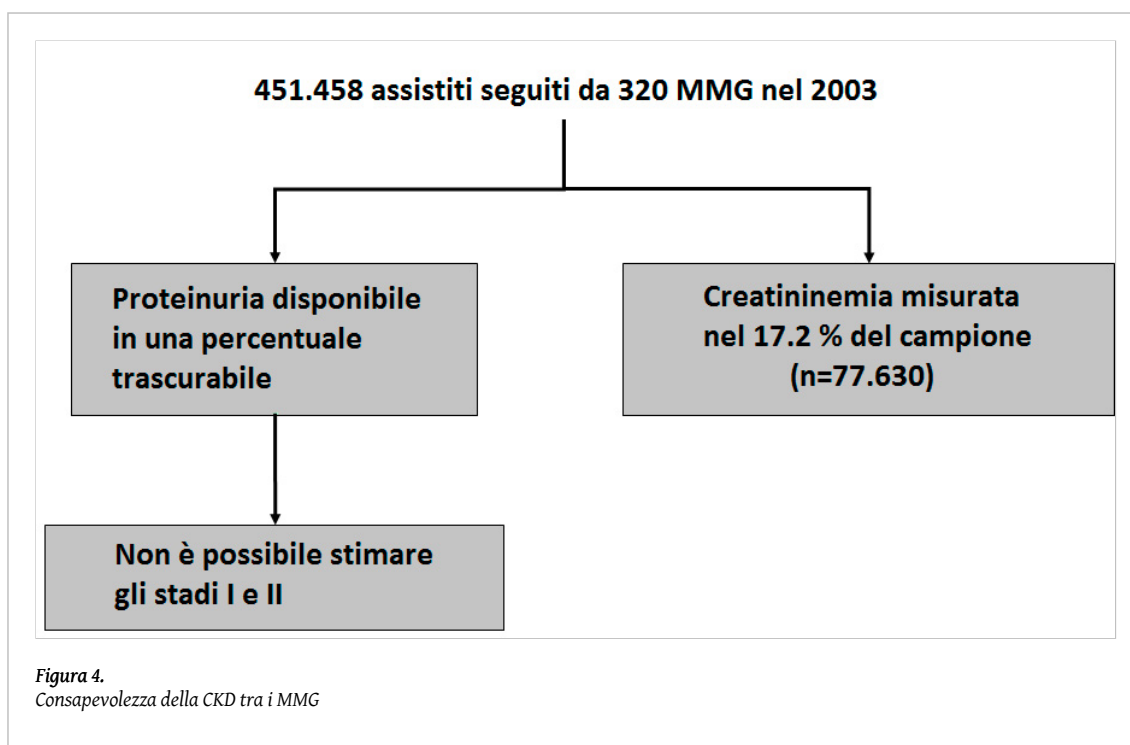 451.458 assistiti seguiti da 320 MMG nel 2003
Proteinuria disponibile
in una percentuale
trascurabile
Creatininemia misurata
nel 17.2 % del campione
(n=77.630)
Non è possibile stimare
gli stadi I e II
Figura 4.
Consapevolezza della CKD tra i MMG